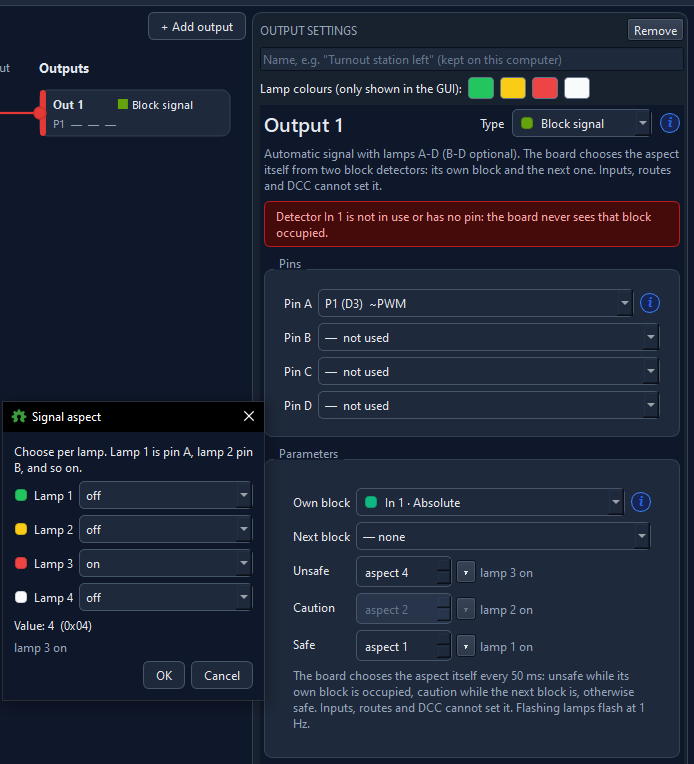 + Add output
ut
Outputs
Out 1
Block signal
P1 — — —
OUTPUT SETTINGS
Remove
Name, e.g. "Turnout station left" (kept on this computer)
Lamp colours (only shown in the GUI):
Output 1
Type
Block signal
i
Automatic signal with lamps A-D (B-D optional). The board chooses the aspect
itself from two block detectors: its own block and the next one. Inputs, routes
and DCC cannot set it.
Detector In 1 is not in use or has no pin: the board never sees that block
occupied.
Pins
Pin A
P1 (D3) ~PWM
i
Pin B
— not used
Pin C
— not used
Pin D
— not used
Parameters
Own block
In 1 · Absolute
i
Next block
— none
Unsafe
aspect 4
lamp 3 on
Caution
aspect 2
lamp 2 on
Safe
aspect 1
lamp 1 on
The board chooses the aspect itself every 50 ms: unsafe while its
own block is occupied, caution while the next block is, otherwise
safe. Inputs, routes and DCC cannot set it. Flashing lamps flash at 1
Hz.
Signal aspect
Choose per lamp. Lamp 1 is pin A, lamp 2 pin
B, and so on.
Lamp 1
off
Lamp 2
off
Lamp 3
on
Lamp 4
off
Value: 4 (0x04)
lamp 3 on
OK
Cancel